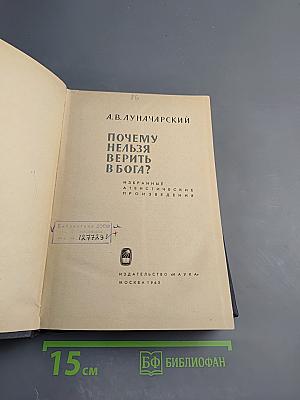 А.В.ЛУНАЧАРСКИЙ
ПОЧЕМУ
НЕЛЬЗЯ
ВЕРИТЬ
В БОГА?
ИЗБРАННЫЕ
АТЕИСТИЧЕСКИЕ
ПРОИЗВЕДЕНИЯ
ИЗДАТЕЛЬСТВО «НАУКА»
МОСКВА 1965
15 см
БФ БИБЛИОФАН